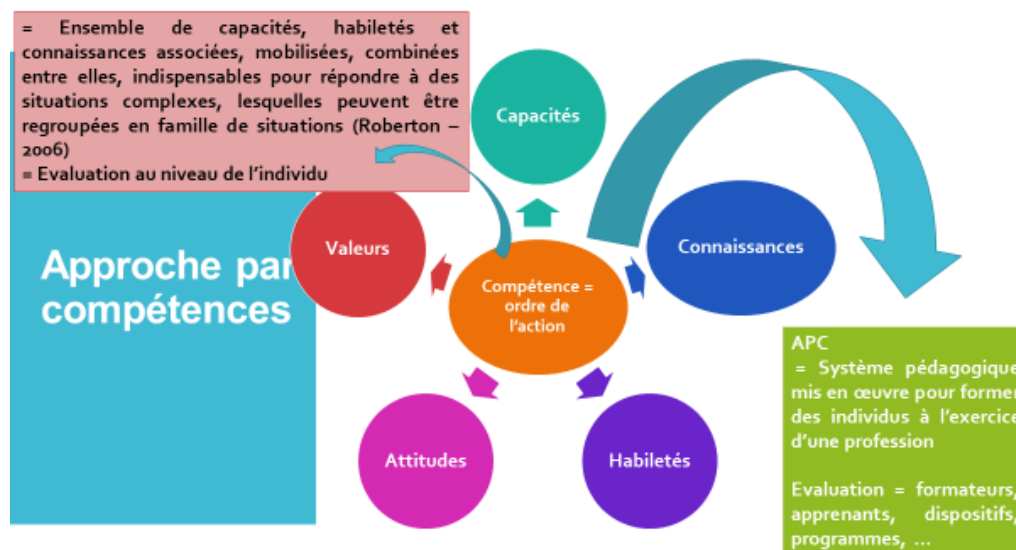 = Ensemble de capacités, habiletés et
connaissances associées, mobilisées, combinées
entre elles, indispensables pour répondre à des
situations complexes, lesquelles peuvent être
regroupées en famille de situations (Roberton –
2006)
= Evaluation au niveau de l'individu
Approche par
compétences
Capacités
Valeurs
Connaissances
Compétence =
ordre de
l'action
Attitudes
Habiletés
APC
= Système pédagogique
mis en œuvre pour former
des individus à l'exercice
d'une profession
Evaluation = formateurs,
apprenants, dispositifs,
programmes, ...